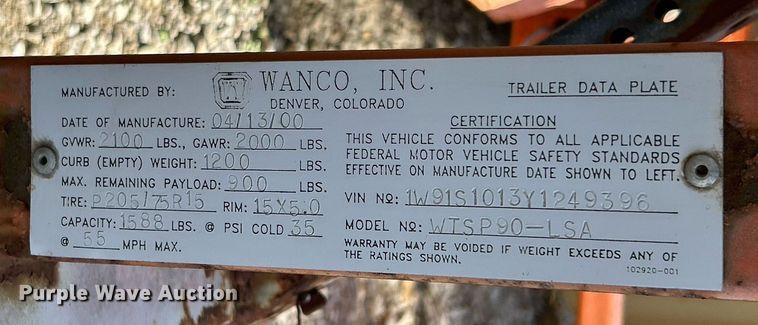 MANUFACTURED BY: WANCO, INC.
DENVER, COLORADO
TRAILER DATA PLATE
DATE OF MANUFACTURE: 04/13/00
GVWR: 2100 LBS., GAWR: 2000 LBS.
CURB (EMPTY) WEIGHT: 1200 LBS.
MAX. REMAINING PAYLOAD: 900 LBS.
TIRE: P205/75R15 RIM: 15X5.0
CAPACITY: 1588 LBS. @ PSI COLD 35
@ 55 MPH MAX.
CERTIFICATION
THIS VEHICLE CONFORMS TO ALL APPLICABLE
FEDERAL MOTOR VEHICLE SAFETY STANDARDS
EFFECTIVE ON MANUFACTURE DATE SHOWN TO LEFT.
VIN Nº: 1W91S1013Y1249396
MODEL Nº: WTSP90-LSA
WARRANTY MAY BE VOIDED IF WEIGHT EXCEEDS ANY OF
THE RATINGS SHOWN.
102920-001
Purple Wave Auction